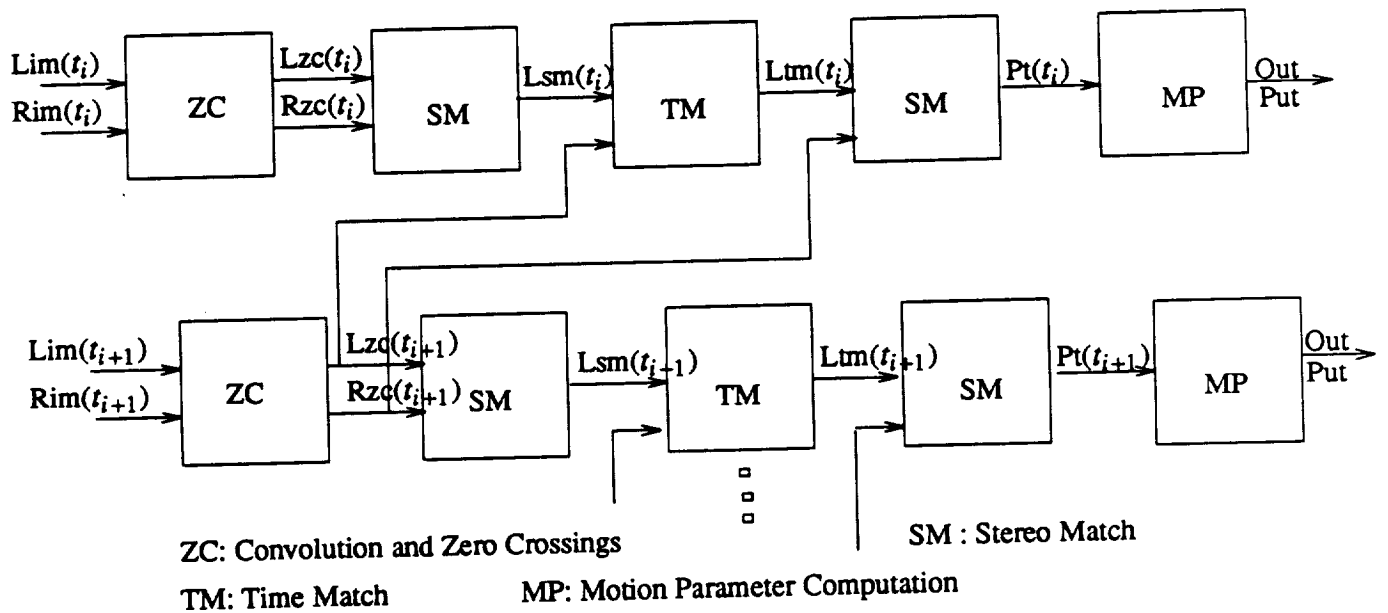 Lim(tᵢ)
Rim(tᵢ)
ZC
Lzc(tᵢ)
Rzc(tᵢ)
SM
Lsm(tᵢ)
TM
Ltm(tᵢ)
SM
Pt(tᵢ)
MP
Out
Put
Lim(tᵢ₊₁)
Rim(tᵢ₊₁)
ZC
Lzc(tᵢ₊₁)
Rzc(tᵢ₊₁)
SM
Lsm(tᵢ₊₁)
TM
Ltm(tᵢ₊₁)
SM
Pt(tᵢ₊₁)
MP
Out
Put
ZC: Convolution and Zero Crossings
SM : Stereo Match
TM: Time Match
MP: Motion Parameter Computation